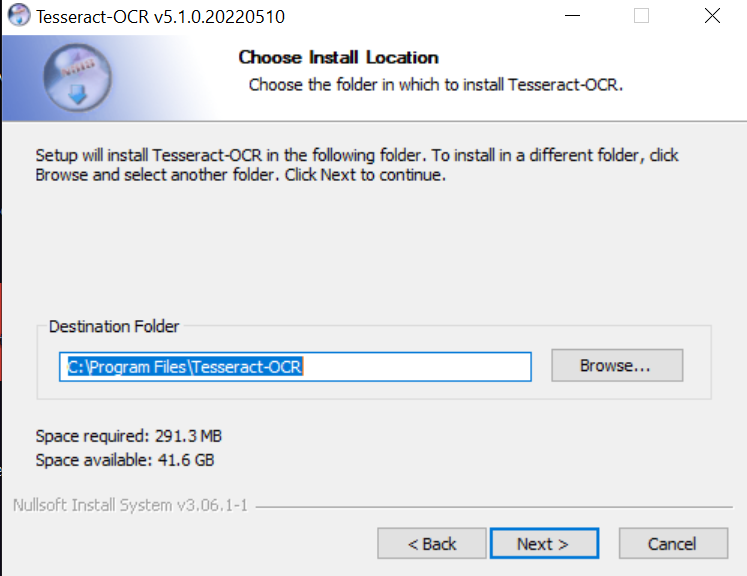 Tesseract-OCR v5.1.0.20220510
Choose Install Location
Choose the folder in which to install Tesseract-OCR.
Setup will install Tesseract-OCR in the following folder. To install in a different folder, click
Browse and select another folder. Click Next to continue.
Destination Folder
C:\Program Files\Tesseract-OCR
Browse...
Space required: 291.3 MB
Space available: 41.6 GB
Nullsoft Install System v3.06.1-1
< Back
Next >
Cancel